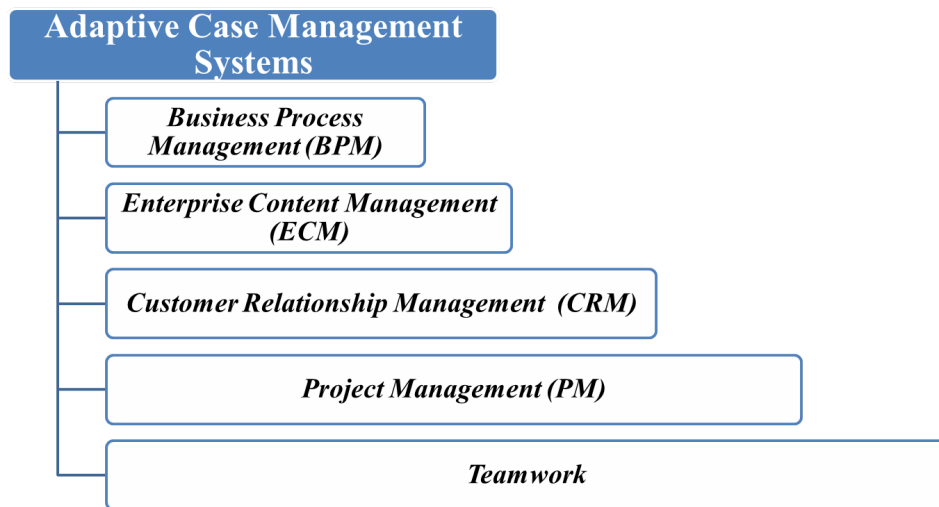 Adaptive Case Management
Systems
Business Process
Management (BPM)
Enterprise Content Management
(ECM)
Customer Relationship Management (CRM)
Project Management (PM)
Teamwork